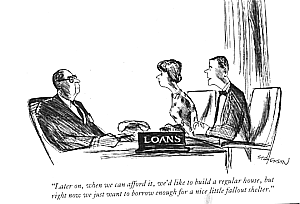 LOANS
"Later on, when we can afford it, we'd like to build a regular house, but
right now we just want to borrow enough for a nice little fallout shelter."